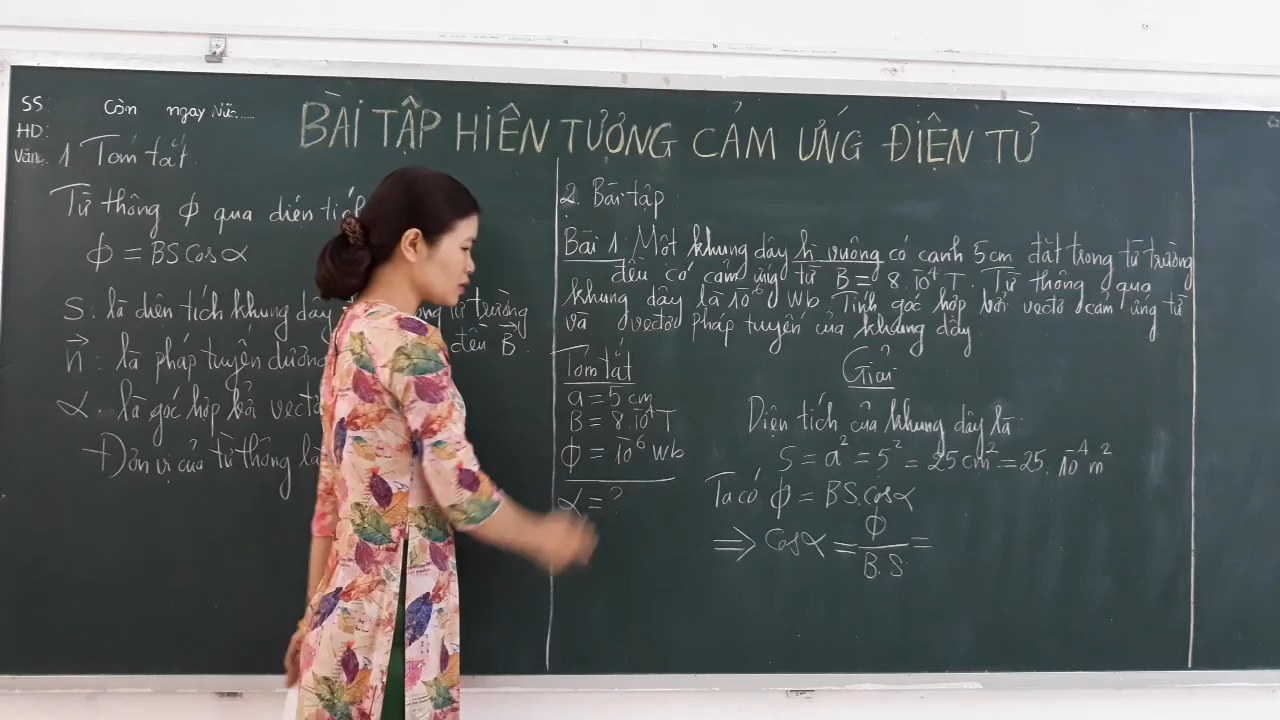 SS:
HD:
Văn:
Còn ngay Nữ.....
BÀI TẬP HIỆN TƯỢNG CẢM ỨNG ĐIỆN TỪ
1 Tóm tắt.
Từ thông ϕ qua diện tích
ϕ = BS Cos α
S: là diện tích khung dây từ trường
đều B⃗.
n⃗: là pháp tuyến dương
α. là góc hợp bởi vectơ
Đơn vị của từ thông là
2. Bài tập
Bài 1: Một khung dây h vuông có cạnh 5 cm đặt trong từ trường
đều có cảm ứng từ B = 8.10⁻⁴ T. Từ thông qua
khung dây là 10⁻⁶ Wb. Tính góc hợp bởi vectơ cảm ứng từ
và vectơ pháp tuyến của khung dây.
Tóm tắt
a = 5 cm
B = 8.10⁻⁴ T
ϕ = 10⁻⁶ Wb
α = ?
Giải
Diện tích của khung dây là:
S = a² = 5² = 25 cm² = 25. 10⁻⁴ m²
Ta có ϕ = BS.Cosα
⇒ Cosα = ϕ / B.S =